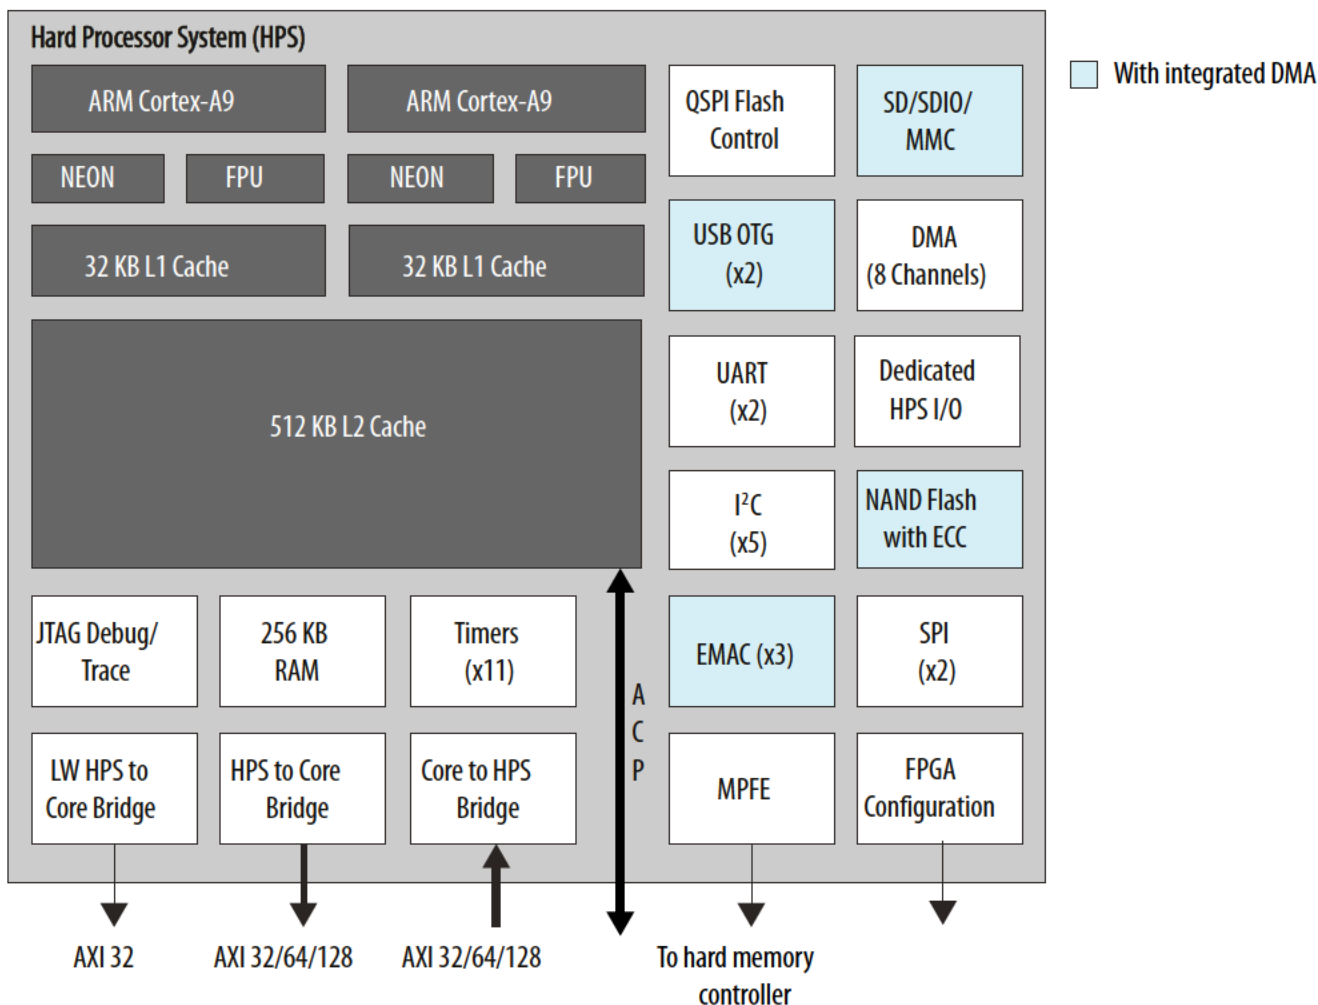 Hard Processor System (HPS)
With integrated DMA
ARM Cortex-A9
ARM Cortex-A9
NEON
FPU
NEON
FPU
32 KB L1 Cache
32 KB L1 Cache
512 KB L2 Cache
QSPI Flash
Control
SD/SDIO/
MMC
USB OTG
(x2)
DMA
(8 Channels)
UART
(x2)
Dedicated
HPS I/O
I²C
(x5)
NAND Flash
with ECC
JTAG Debug/
Trace
256 KB
RAM
Timers
(x11)
A
C
P
EMAC (x3)
SPI
(x2)
LW HPS to
Core Bridge
HPS to Core
Bridge
Core to HPS
Bridge
MPFE
FPGA
Configuration
AXI 32
AXI 32/64/128
AXI 32/64/128
To hard memory
controller